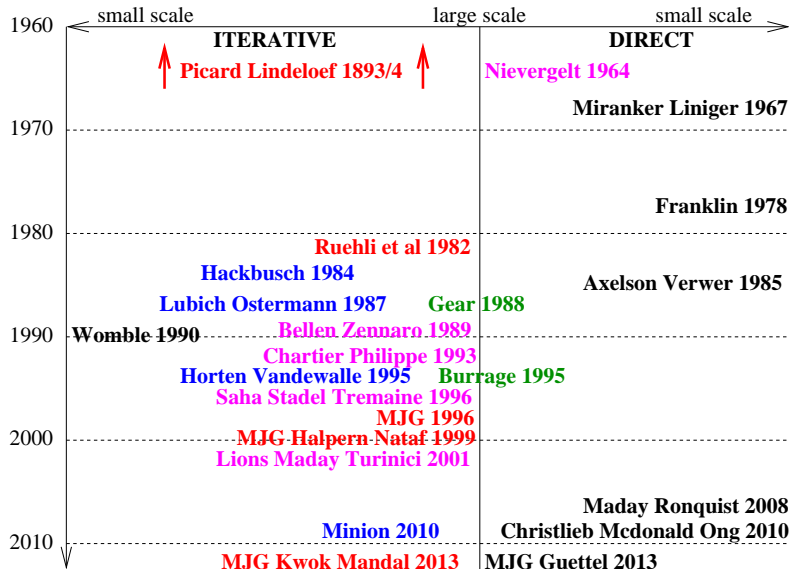 small scale large scale small scale
1960
ITERATIVE DIRECT
Picard Lindeloef 1893/4 Nievergelt 1964
Miranker Liniger 1967
1970
Franklin 1978
1980
Ruehli et al 1982
Hackbusch 1984
Axelson Verwer 1985
Lubich Ostermann 1987 Gear 1988
Bellen Zennaro 1989
1990
Womble 1990
Chartier Philippe 1993
Horten Vandewalle 1995 Burrage 1995
Saha Stadel Tremaine 1996
MJG 1996
2000
MJG Halpern Nataf 1999
Lions Maday Turinici 2001
Maday Ronquist 2008
Minion 2010 Christlieb Mcdonald Ong 2010
2010
MJG Kwok Mandal 2013 MJG Guettel 2013